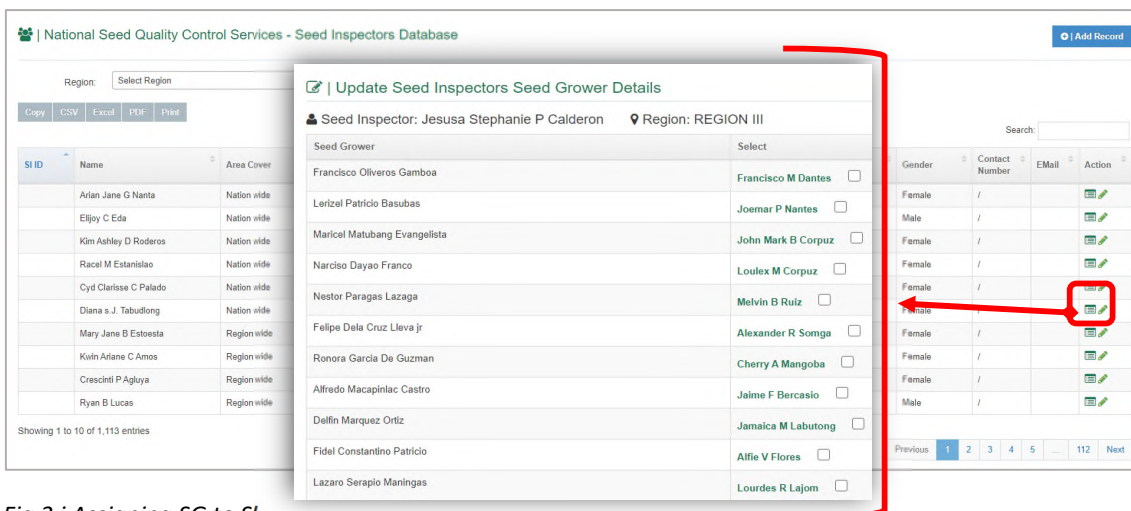 | National Seed Quality Control Services - Seed Inspectors Database
| Add Record
Region: Select Region
Copy CSV Excel PDF Print
Search:
SI ID Name Area Cover Gender Contact Number EMail Action
Arian Jane G Nanta Nation wide Female /
Elijoy C Eda Nation wide Male /
Kim Ashley D Roderos Nation wide Female /
Racel M Estanislao Nation wide Female /
Cyd Clarisse C Palado Nation wide Female /
Diana s.J. Tabudlong Nation wide Female /
Mary Jane B Estoesta Region wide Female /
Kwin Ariane C Amos Region wide Female /
Crescinti P Agluya Region wide Female /
Ryan B Lucas Region wide Male /
Showing 1 to 10 of 1,113 entries
Previous 1 2 3 4 5 ... 112 Next
| Update Seed Inspectors Seed Grower Details
Seed Inspector: Jesusa Stephanie P Calderon Region: REGION III
Seed Grower Select
Francisco Oliveros Gamboa Francisco M Dantes
Lerizel Patricio Basubas Joemar P Nantes
Maricel Matubang Evangelista John Mark B Corpuz
Narciso Dayao Franco Loulex M Corpuz
Nestor Paragas Lazaga Melvin B Ruiz
Felipe Dela Cruz Lleva jr Alexander R Somga
Ronora Garcia De Guzman Cherry A Mangoba
Alfredo Macapinlac Castro Jaime F Bercasio
Delfin Marquez Ortiz Jamaica M Labutong
Fidel Constantino Patricio Alfie V Flores
Lazaro Serapio Maningas Lourdes R Lajom